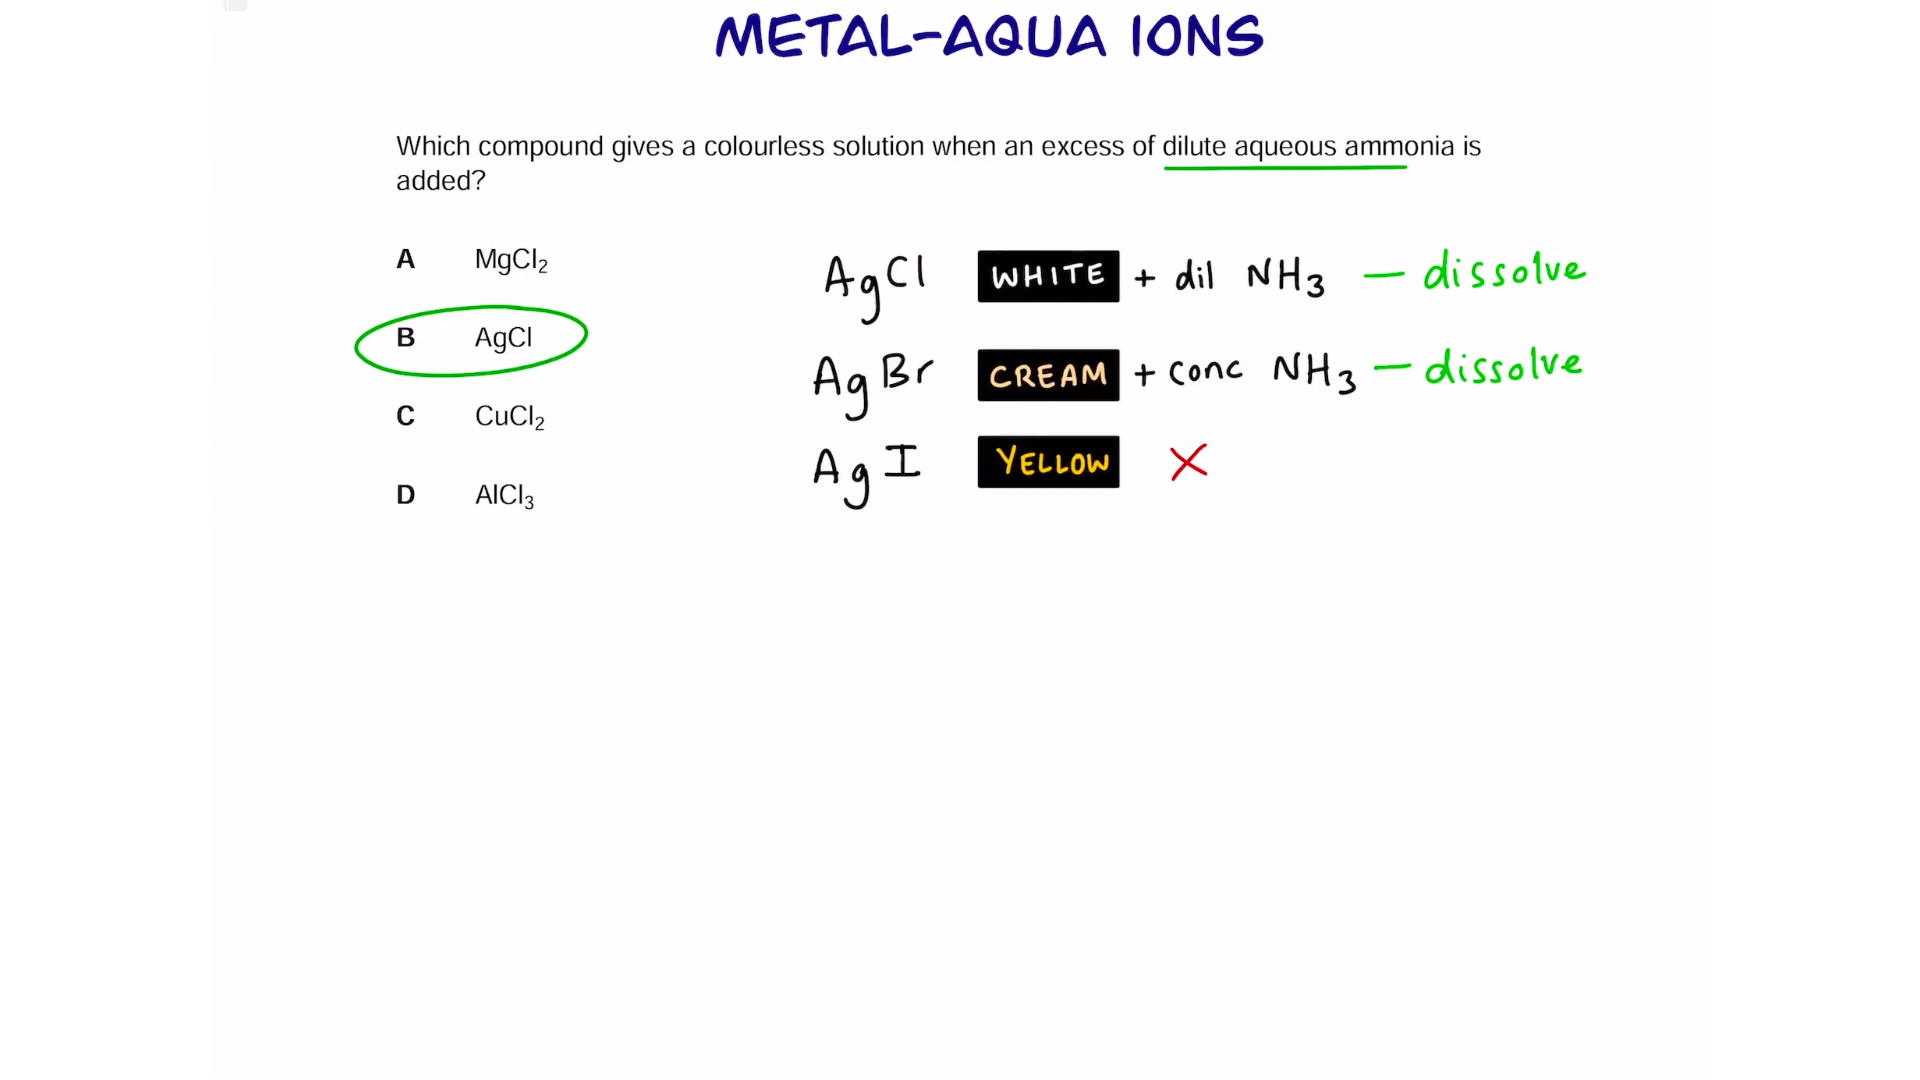 METAL-AQUA IONS
Which compound gives a colourless solution when an excess of dilute aqueous ammonia is
added?
A MgCl₂
B AgCl
C CuCl₂
D AlCl₃
AgCl WHITE + dil NH₃ — dissolve
AgBr CREAM + conc NH₃ — dissolve
AgI YELLOW X